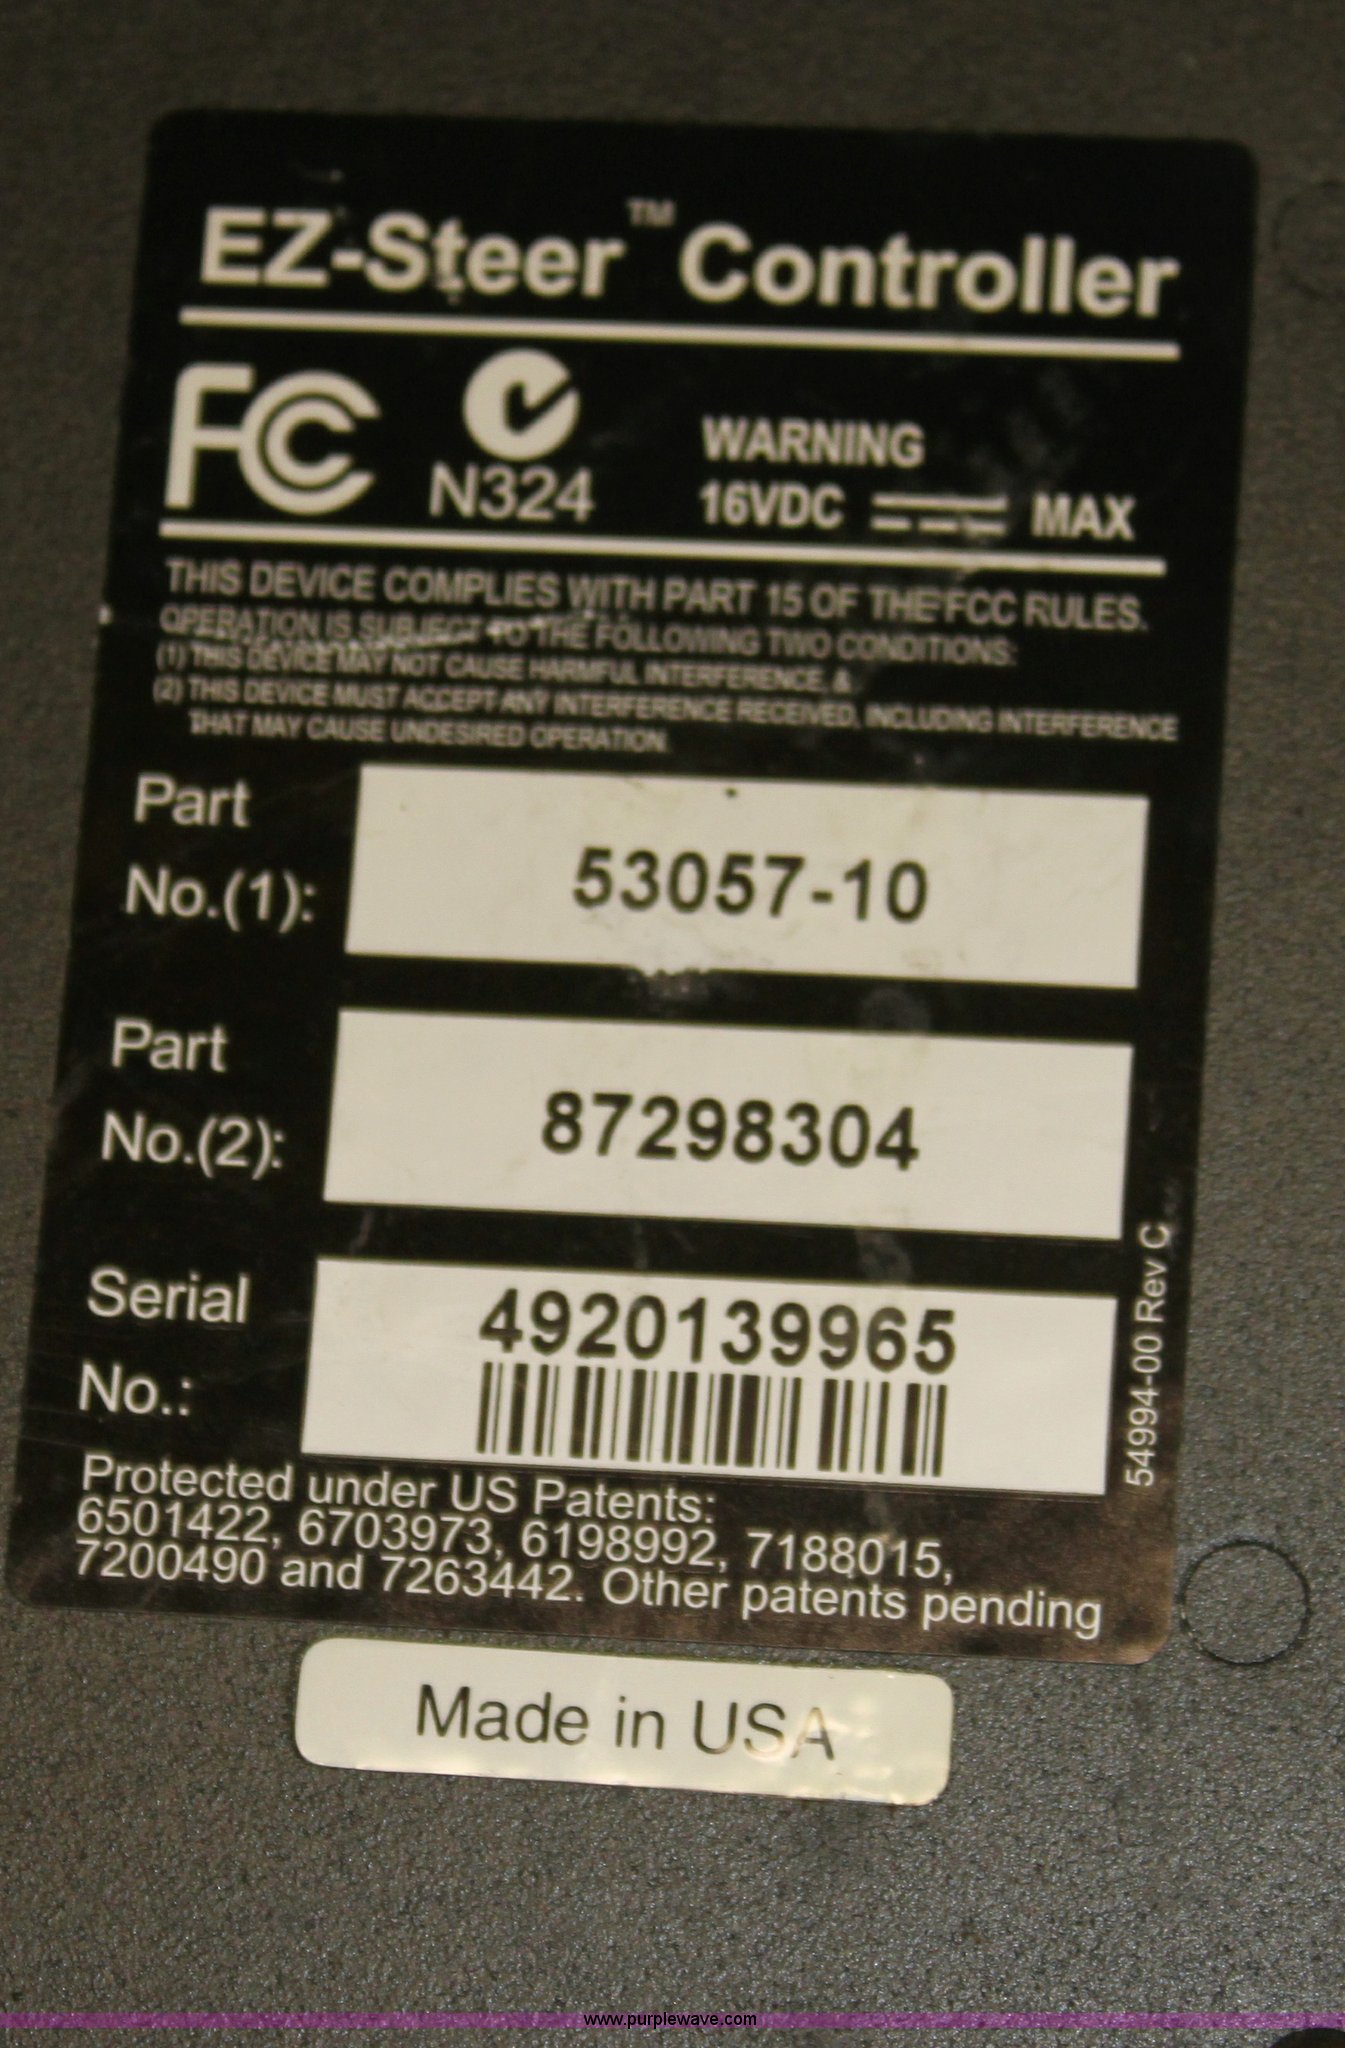 EZ-Steer™ Controller
FC
N324
WARNING
16VDC MAX
THIS DEVICE COMPLIES WITH PART 15 OF THE FCC RULES.
OPERATION IS SUBJECT TO THE FOLLOWING TWO CONDITIONS:
(1) THIS DEVICE MAY NOT CAUSE HARMFUL INTERFERENCE, &
(2) THIS DEVICE MUST ACCEPT ANY INTERFERENCE RECEIVED, INCLUDING INTERFERENCE
THAT MAY CAUSE UNDESIRED OPERATION.
Part
No.(1):
53057-10
Part
No.(2):
87298304
Serial
No.:
4920139965
54994-00 Rev C
Protected under US Patents:
6501422, 6703973, 6198992, 7188015,
7200490 and 7263442. Other patents pending
Made in USA
www.purplewave.com